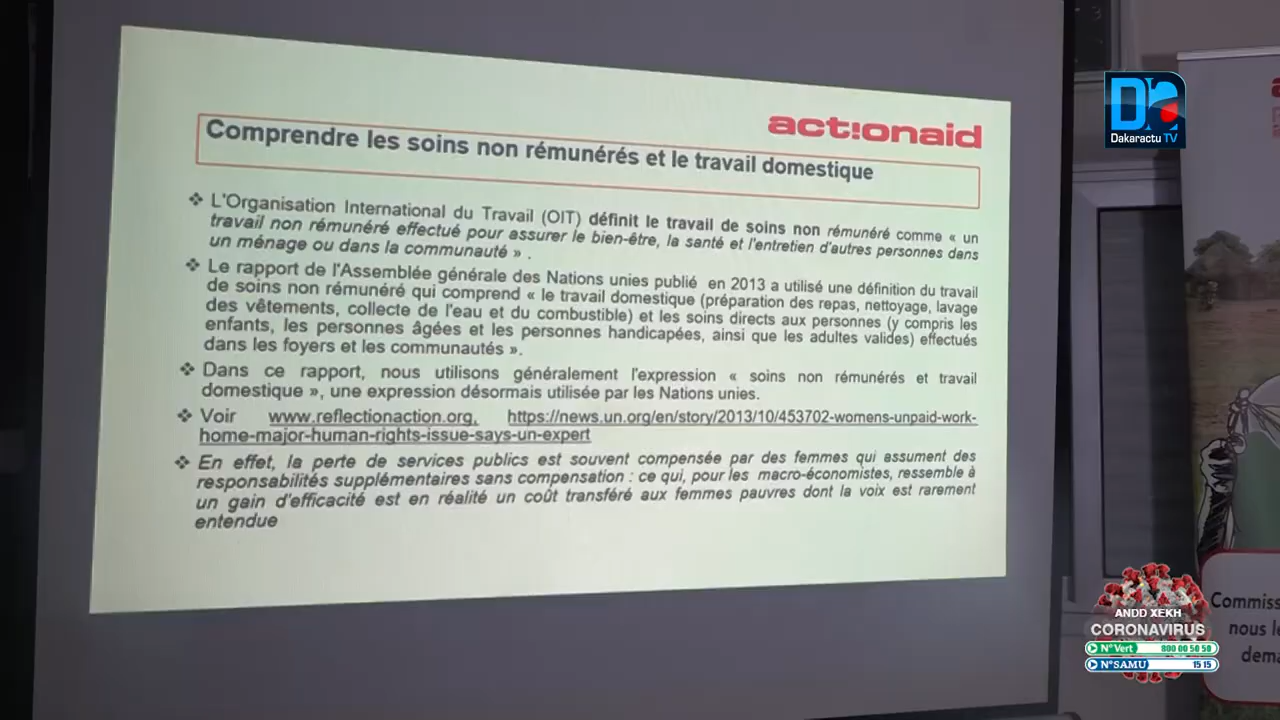 actionaid
Comprendre les soins non rémunérés et le travail domestique
❖ L'Organisation International du Travail (OIT) définit le travail de soins non rémunéré comme « un
travail non rémunéré effectué pour assurer le bien-être, la santé et l'entretien d'autres personnes dans
un ménage ou dans la communauté » .
❖ Le rapport de l'Assemblée générale des Nations unies publié en 2013 a utilisé une définition du travail
de soins non rémunéré qui comprend « le travail domestique (préparation des repas, nettoyage, lavage
des vêtements, collecte de l'eau et du combustible) et les soins directs aux personnes (y compris les
enfants, les personnes âgées et les personnes handicapées, ainsi que les adultes valides) effectués
dans les foyers et les communautés ».
❖ Dans ce rapport, nous utilisons généralement l'expression « soins non rémunérés et travail
domestique », une expression désormais utilisée par les Nations unies.
❖ Voir www.reflectionaction.org, https://news.un.org/en/story/2013/10/453702-womens-unpaid-work-
home-major-human-rights-issue-says-un-expert
❖ En effet, la perte de services publics est souvent compensée par des femmes qui assument des
responsabilités supplémentaires sans compensation : ce qui, pour les macro-économistes, ressemble à
un gain d'efficacité est en réalité un coût transféré aux femmes pauvres dont la voix est rarement
entendue
Dakaractu TV
ANDD XEKH
CORONAVIRUS
N°Vert 800 00 50 50
N°SAMU 15 15
Commiss
nous l
dema